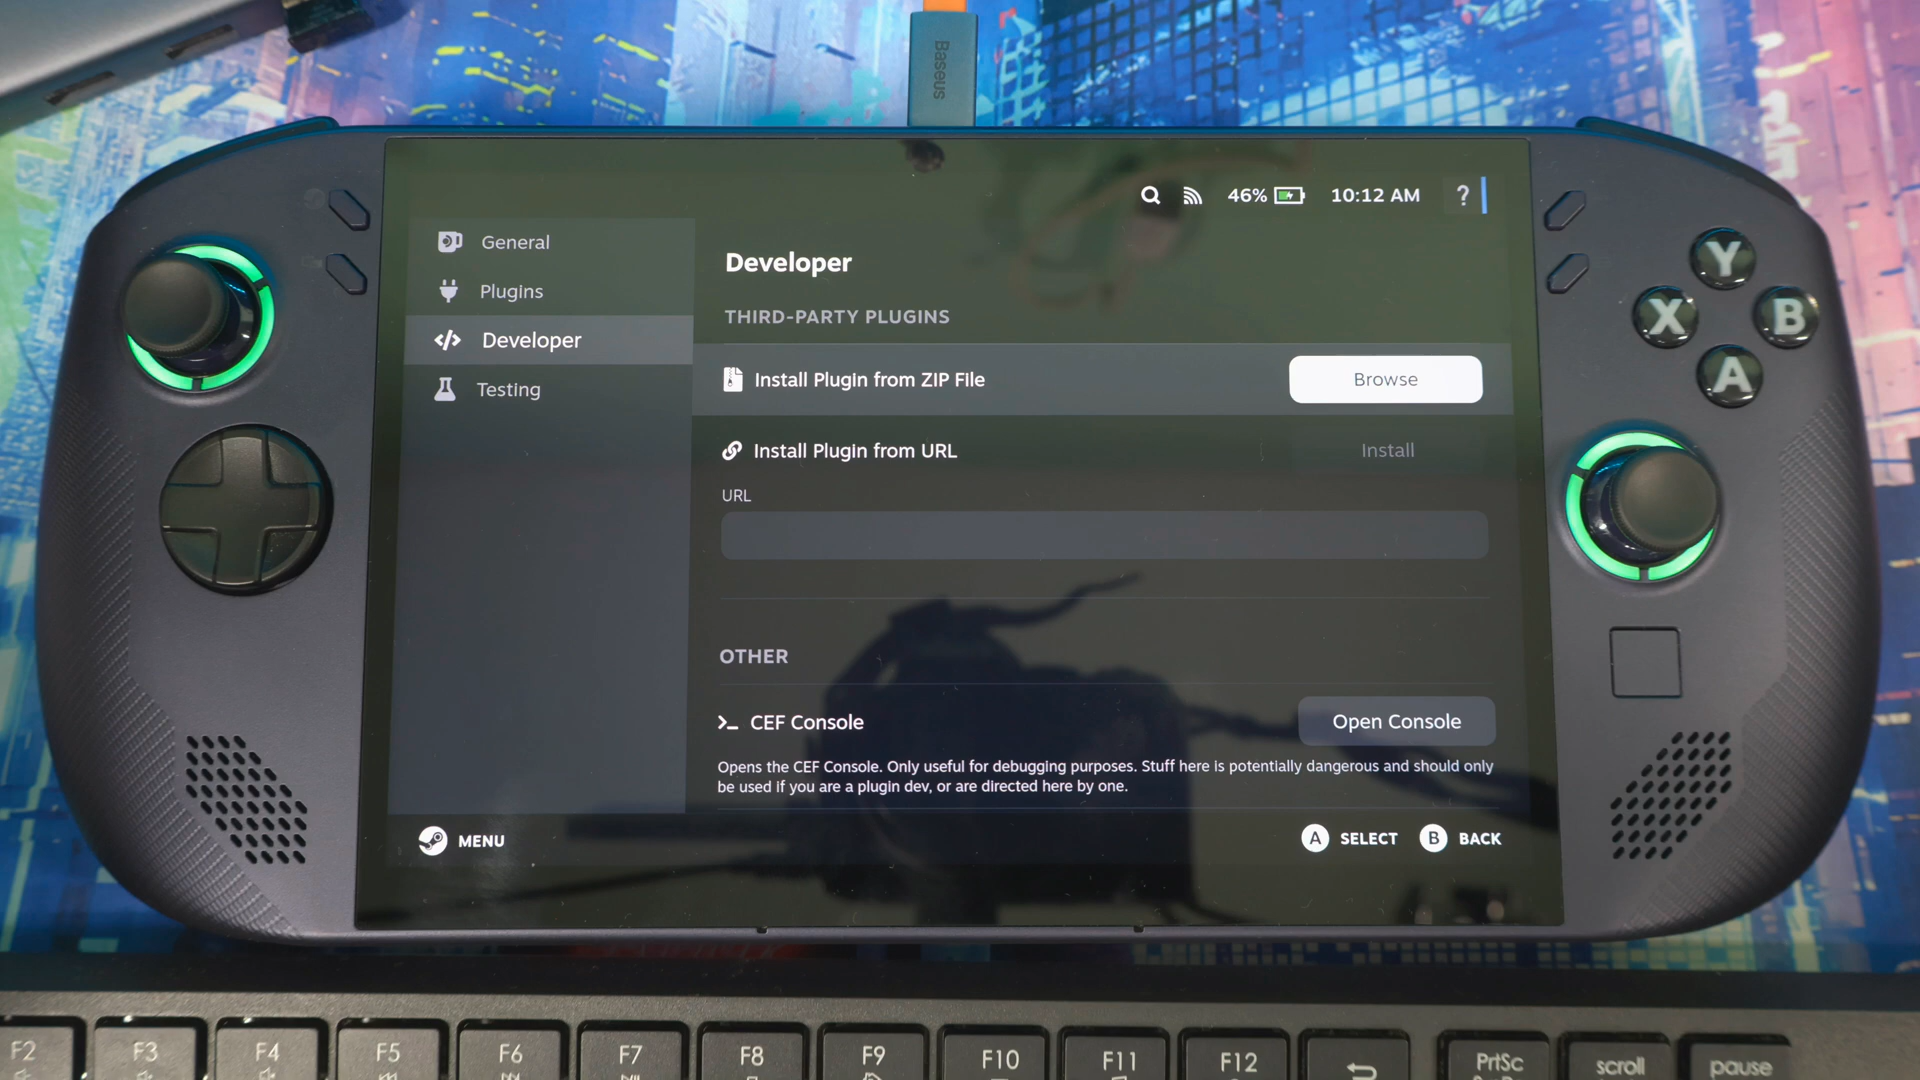 Baseus
46%
10:12 AM
?
General
Plugins
Developer
Testing
Developer
THIRD-PARTY PLUGINS
Install Plugin from ZIP File
Browse
Install Plugin from URL
Install
URL
OTHER
CEF Console
Open Console
Opens the CEF Console. Only useful for debugging purposes. Stuff here is potentially dangerous and should only
be used if you are a plugin dev, or are directed here by one.
MENU
A SELECT B BACK
Y
X
B
A
F2
F3
F4
F5
F6
F7
F8
F9
F10
F11
F12
PrtSc
scroll
pause